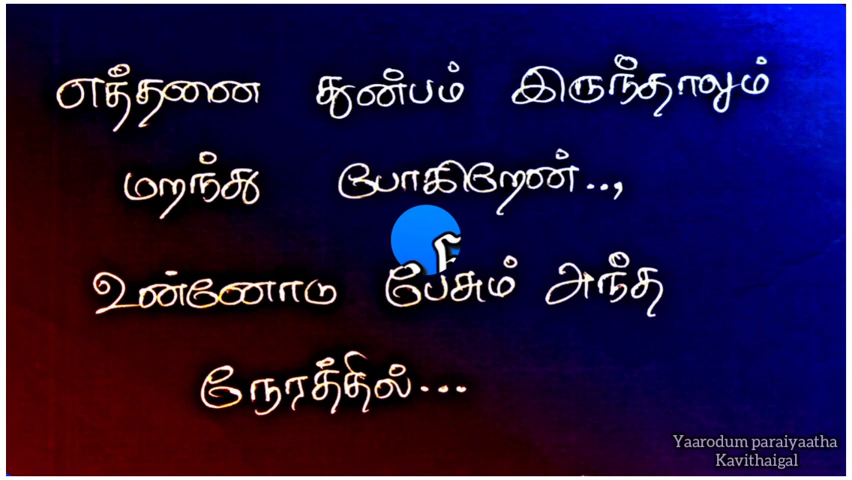 எத்தனை துன்பம் இருந்தாலும்
மறந்து போகிறேன்..,
உன்னோடு பேசும் அந்த
நேரத்தில்...
Yaarodum paraiyaatha
Kavithaigal